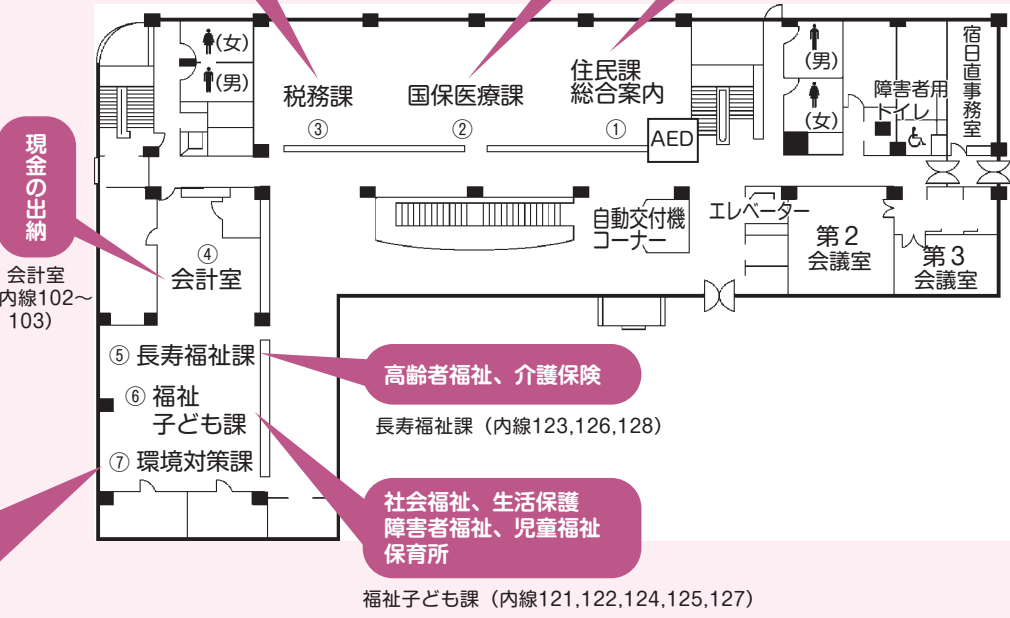 (女)
(男)
税務課
③
国保医療課
②
住民課
総合案内
①
AED
(男)
(女)
障害者用
トイレ
宿日直事務室
現金の出納
会計室
内線102～
103）
④
会計室
自動交付機
コーナー
エレベーター
第２
会議室
第３
会議室
⑤ 長寿福祉課
高齢者福祉、介護保険
長寿福祉課（内線123,126,128）
⑥ 福祉
子ども課
⑦ 環境対策課
社会福祉、生活保護
障害者福祉、児童福祉
保育所
福祉子ども課（内線121,122,124,125,127）